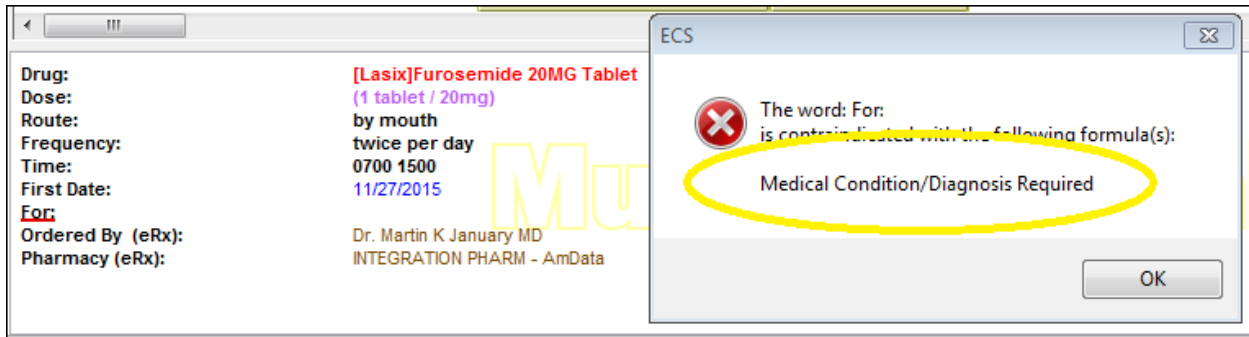 Drug: [Lasix]Furosemide 20MG Tablet
Dose: (1 tablet / 20mg)
Route: by mouth
Frequency: twice per day
Time: 0700 1500
First Date: 11/27/2015
For:
Ordered By (eRx): Dr. Martin K January MD
Pharmacy (eRx): INTEGRATION PHARM - AmData
ECS
The word: For:
is contraindicated with the following formula(s):
Medical Condition/Diagnosis Required
OK